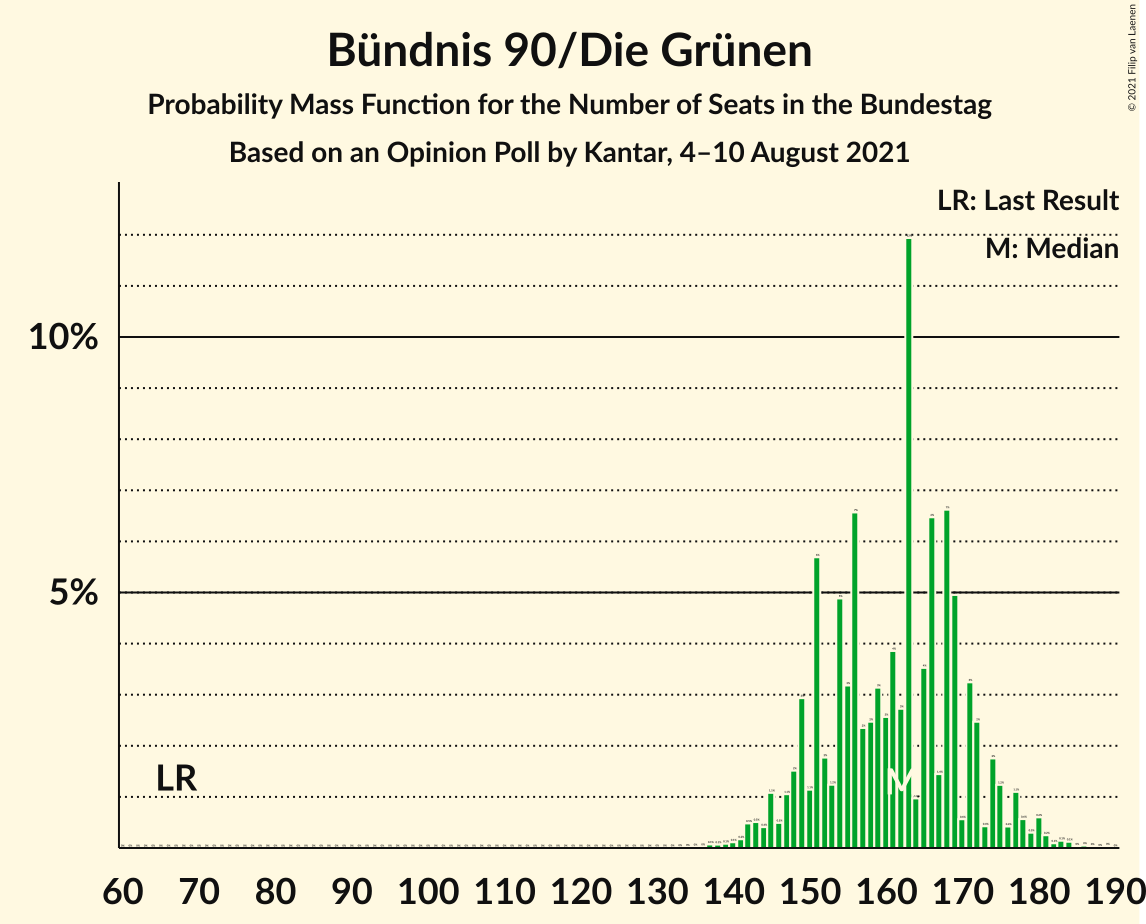 Bündnis 90/Die Grünen
Probability Mass Function for the Number of Seats in the Bundestag
Based on an Opinion Poll by Kantar, 4–10 August 2021
© 2021 Filip van Laenen
LR: Last Result
M: Median
10%
5%
LR
M
60 70 80 90 100 110 120 130 140 150 160 170 180 190